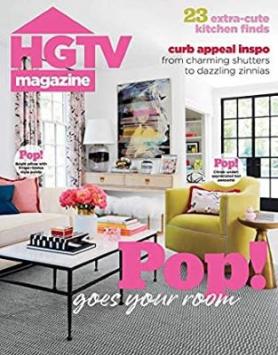 23 extra-cute
kitchen finds
HGTV
magazine
curb appeal inspo
from charming shutters
to dazzling zinnias
Pop!
Pop!
Pop!
goes your room